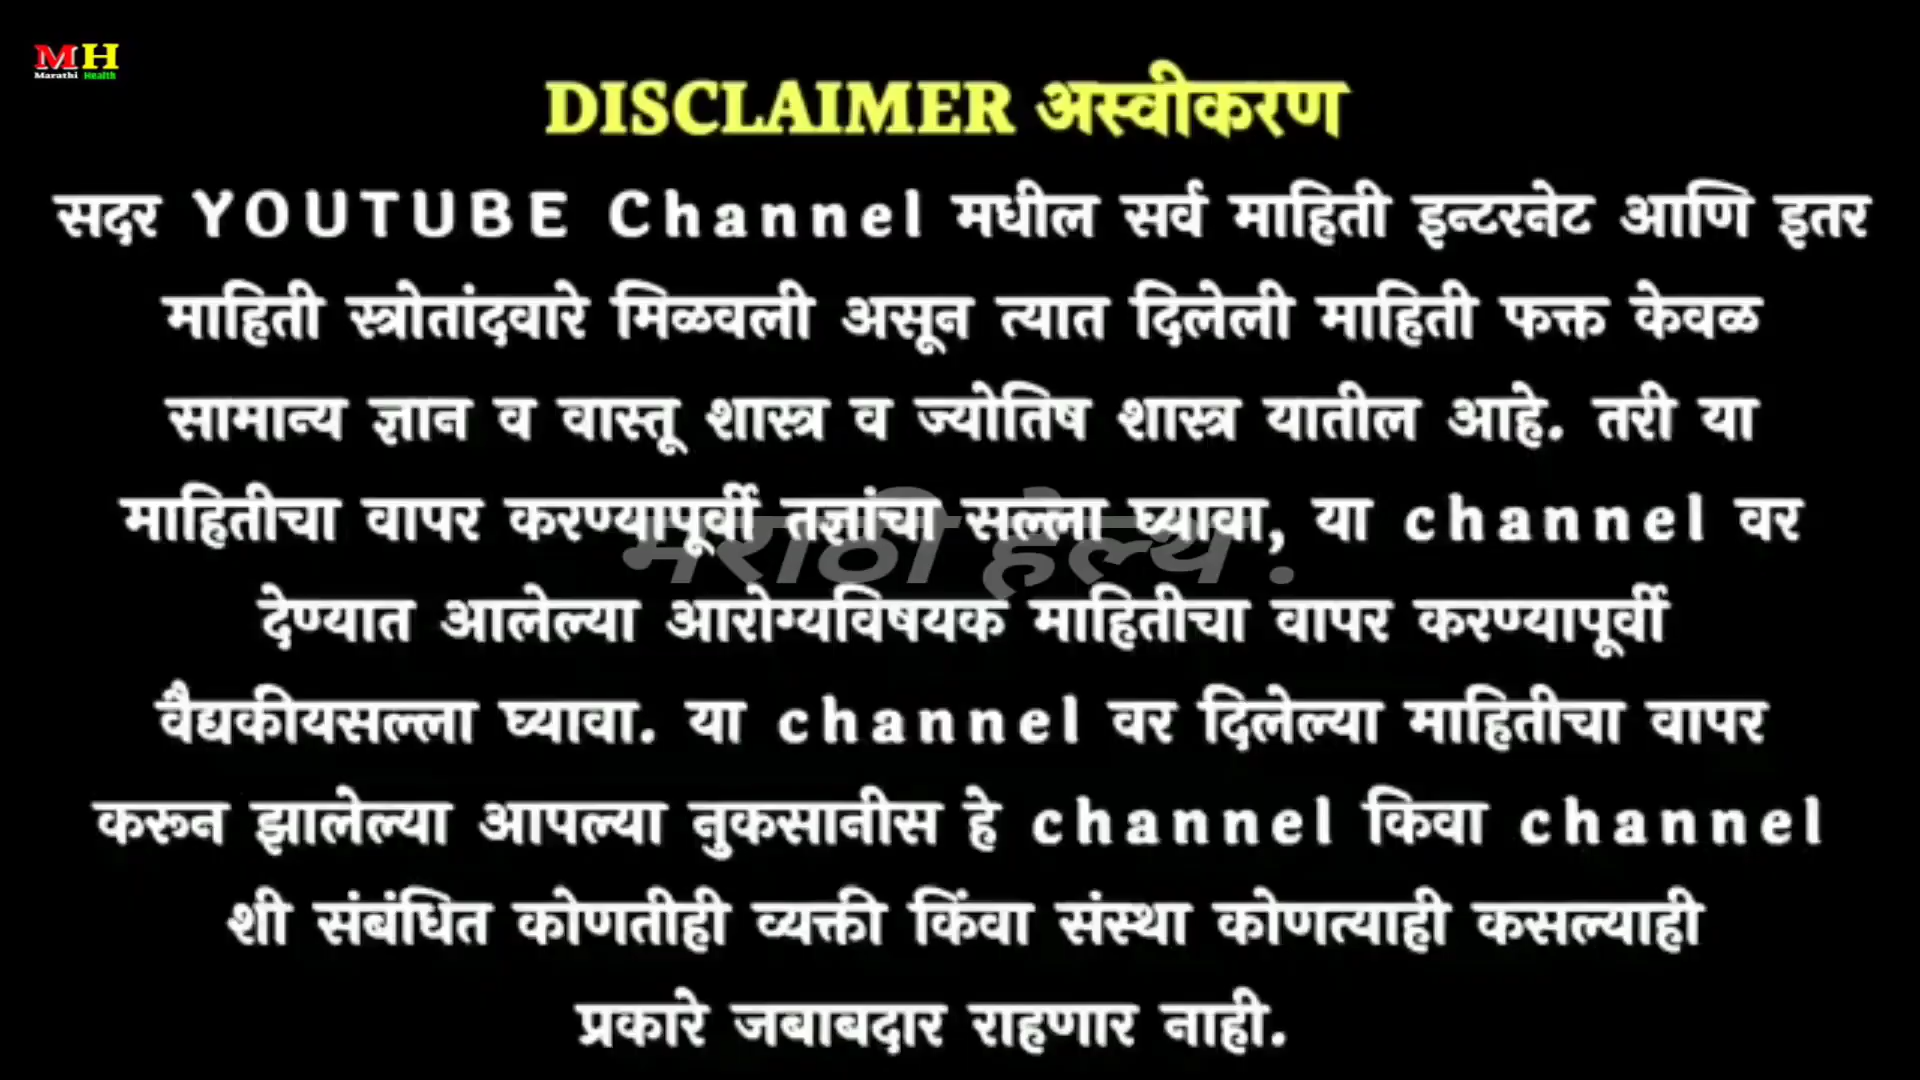 MH
Marathi Health
DISCLAIMER अस्वीकरण
सदर YOUTUBE Channel मधील सर्व माहिती इन्टरनेट आणि इतर
माहिती स्त्रोतांदवारे मिळवली असून त्यात दिलेली माहिती फक्त केवळ
सामान्य ज्ञान व वास्तू शास्त्र व ज्योतिष शास्त्र यातील आहे. तरी या
माहितीचा वापर करण्यापूर्वी तज्ञांचा सल्ला घ्यावा, या channel वर
मराठी हेल्थ .
देण्यात आलेल्या आरोग्यविषयक माहितीचा वापर करण्यापूर्वी
वैद्यकीयसल्ला घ्यावा. या channel वर दिलेल्या माहितीचा वापर
करून झालेल्या आपल्या नुकसानीस हे channel किवा channel
शी संबंधित कोणतीही व्यक्ती किंवा संस्था कोणत्याही कसल्याही
प्रकारे जबाबदार राहणार नाही.